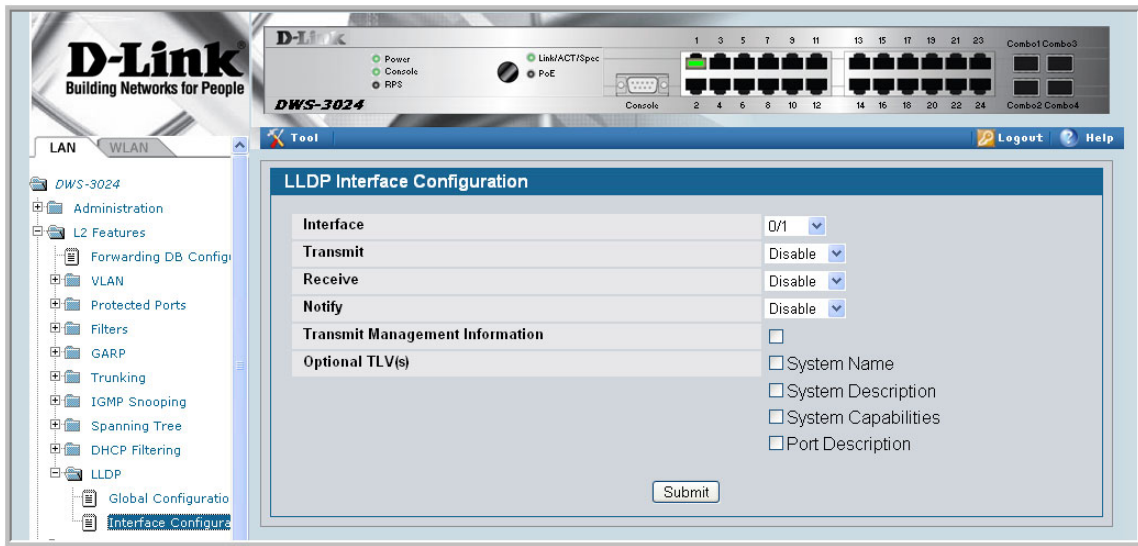 D-Link
Building Networks for People
D-Link
Power
Console
RPS
Link/ACT/Spec
PoE
DWS-3024
Console
1 3 5 7 9 11 13 15 17 19 21 23
Combo1 Combo3
2 4 6 8 10 12 14 16 18 20 22 24
Combo2 Combo4
LAN WLAN
Tool
Logout
Help
DWS-3024
Administration
L2 Features
Forwarding DB Configu
VLAN
Protected Ports
Filters
GARP
Trunking
IGMP Snooping
Spanning Tree
DHCP Filtering
LLDP
Global Configuratio
Interface Configura
LLDP Interface Configuration
Interface 0/1
Transmit Disable
Receive Disable
Notify Disable
Transmit Management Information
Optional TLV(s) System Name
System Description
System Capabilities
Port Description
Submit